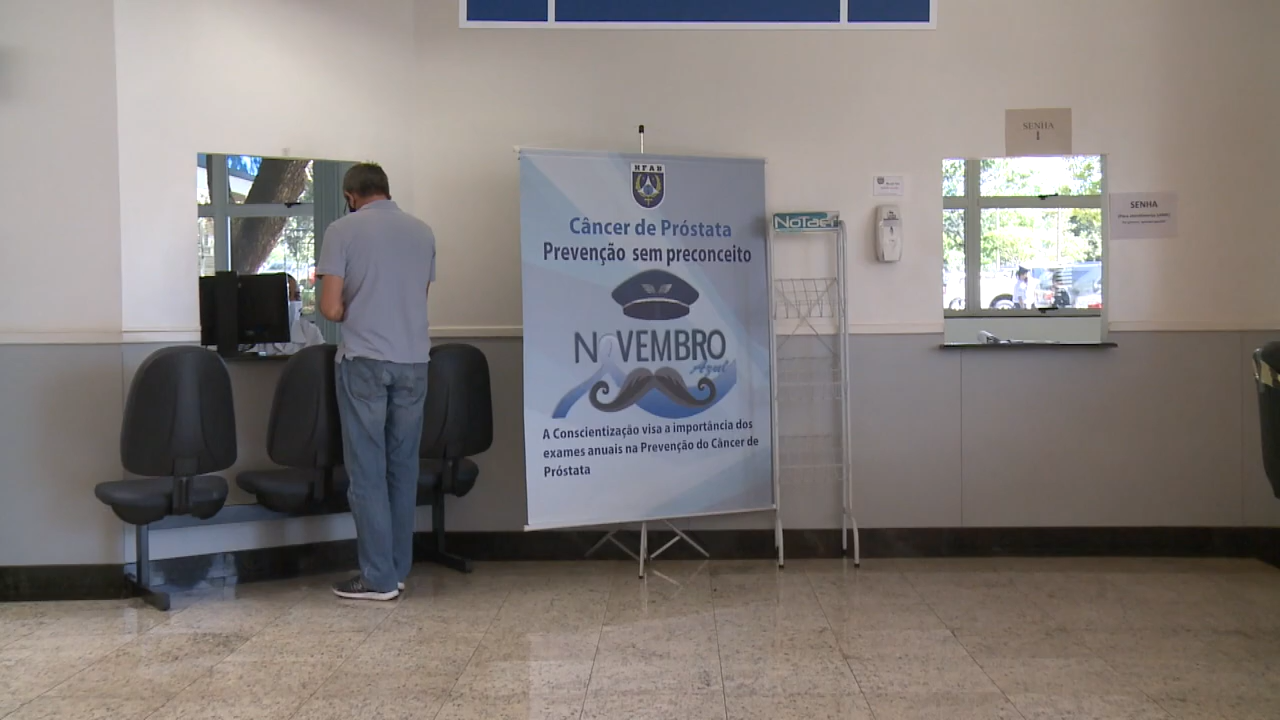 HFAB
Câncer de Próstata
Prevenção sem preconceito
NOVEMBRO
Azul
A Conscientização visa a importância dos
exames anuais na Prevenção do Câncer de
Próstata
NoTaer
SENHA
1
SENHA